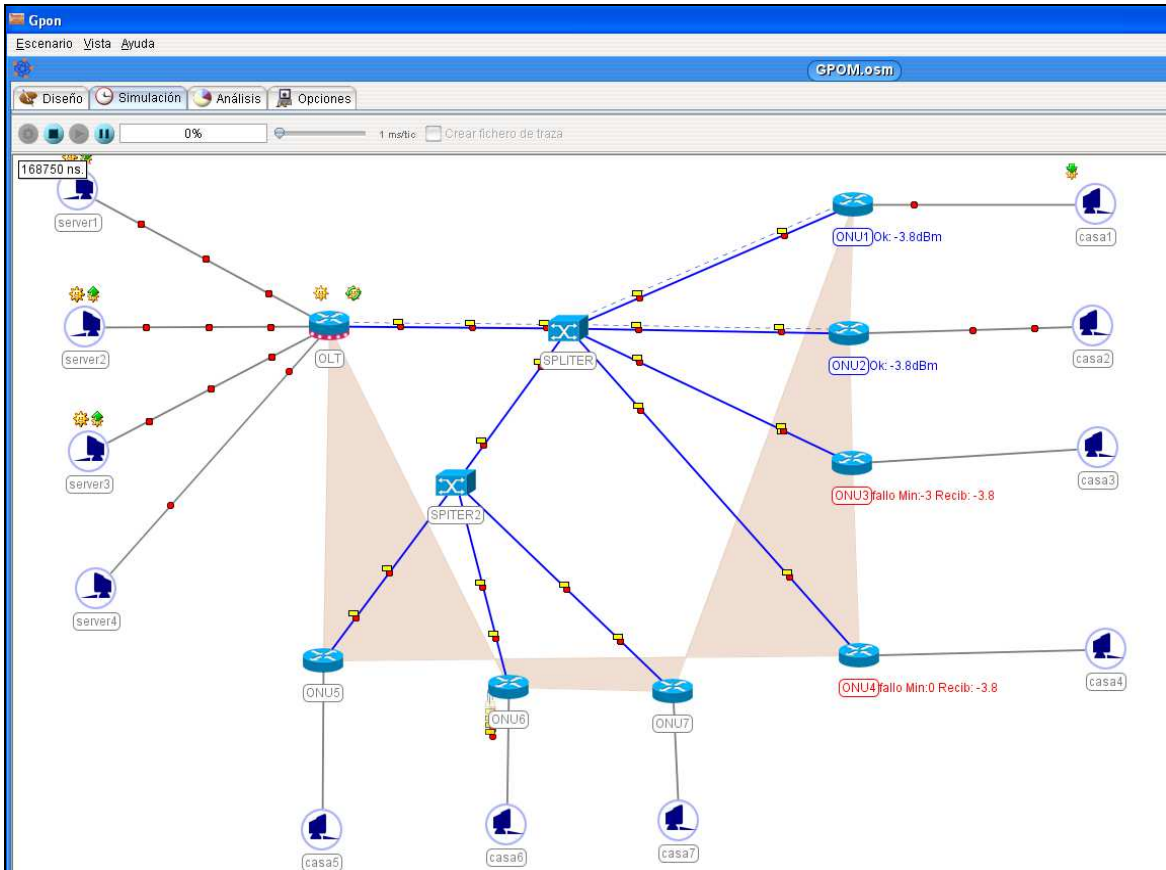 Gpon
Escenario Vista Ayuda
GPOM.osm
Diseño Simulación Análisis Opciones
0% 1 ms/tic Crear fichero de traza
168750 ns.
server1
ONU1 Ok: -3.8dBm
casa1
server2
OLT
SPLITER
ONU2 Ok: -3.8dBm
casa2
server3
SPITER2
ONU3 fallo Min:-3 Recib: -3.8
casa3
server4
ONU5
ONU6
ONU7
ONU4 fallo Min:0 Recib: -3.8
casa4
casa5
casa6
casa7